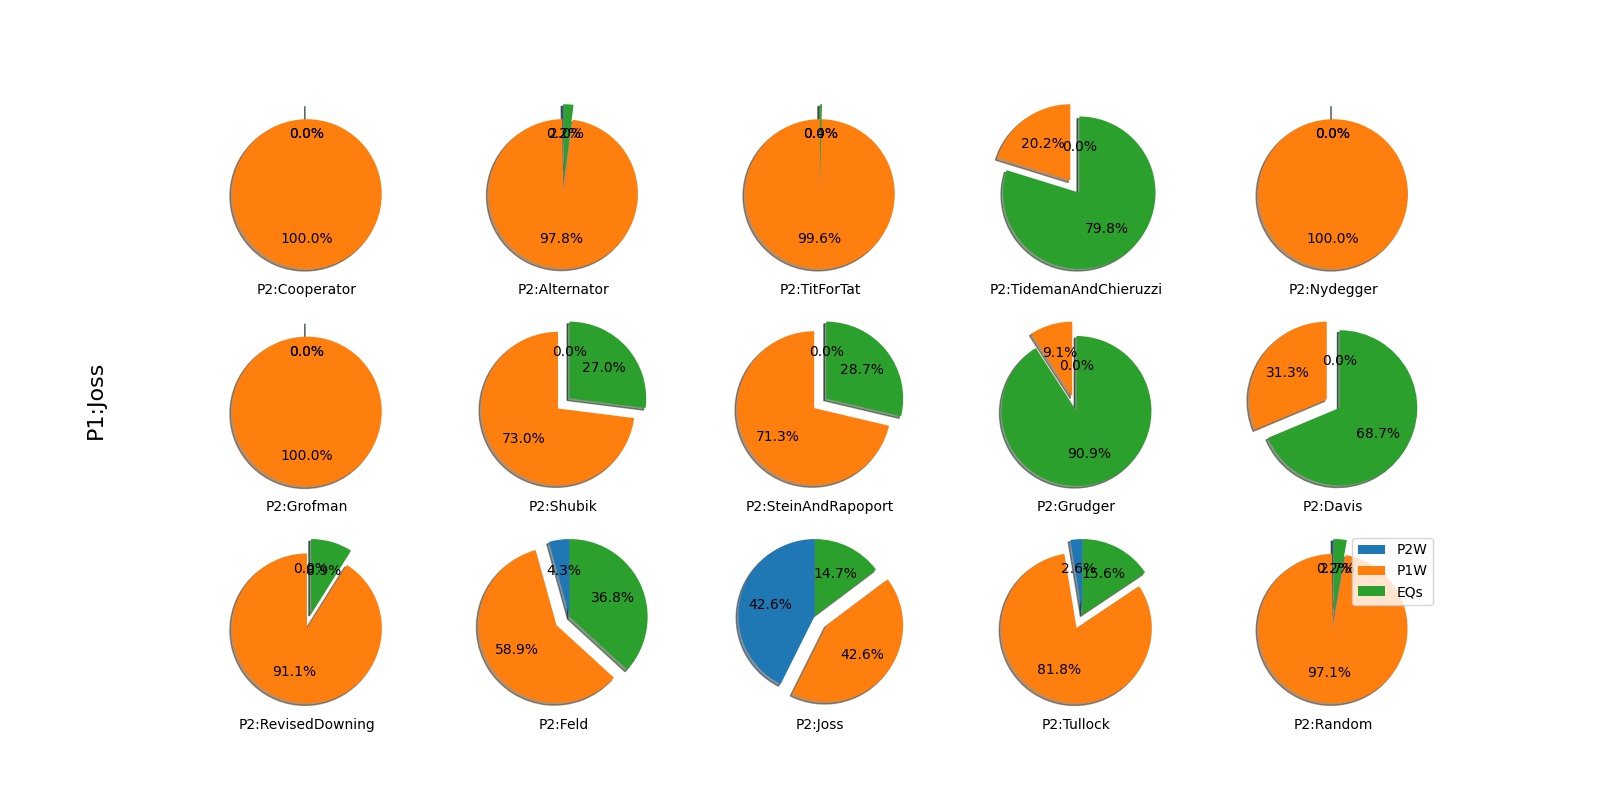 0.0%
100.0%
P2:Cooperator
97.8%
P2:Alternator
99.6%
P2:TitForTat
20.2%
0.0%
79.8%
P2:TidemanAndChieruzzi
0.0%
100.0%
P2:Nydegger
P1:Joss
0.0%
100.0%
P2:Grofman
0.0%
27.0%
73.0%
P2:Shubik
0.0%
28.7%
71.3%
P2:SteinAndRapoport
9.1%
0.0%
90.9%
P2:Grudger
0.0%
31.3%
68.7%
P2:Davis
0.0%
8.9%
91.1%
P2:RevisedDowning
4.3%
36.8%
58.9%
P2:Feld
14.7%
42.6%
42.6%
P2:Joss
2.6%
15.6%
81.8%
P2:Tullock
97.1%
P2:Random
P2W
P1W
EQs